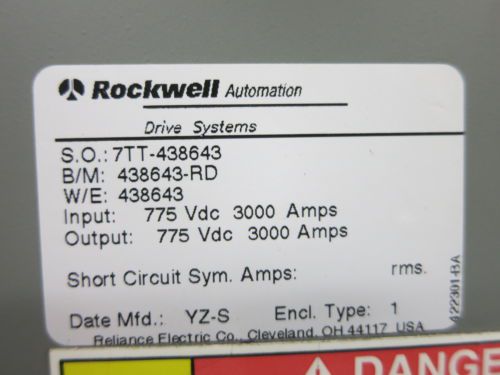 Rockwell Automation
Drive Systems
S.O.: 7TT-438643
B/M: 438643-RD
W/E: 438643
Input: 775 Vdc 3000 Amps
Output: 775 Vdc 3000 Amps
Short Circuit Sym. Amps: rms.
Date Mfd.: YZ-S Encl. Type: 1
Reliance Electric Co. Cleveland, OH 44117 USA
422301-BA
DANGE